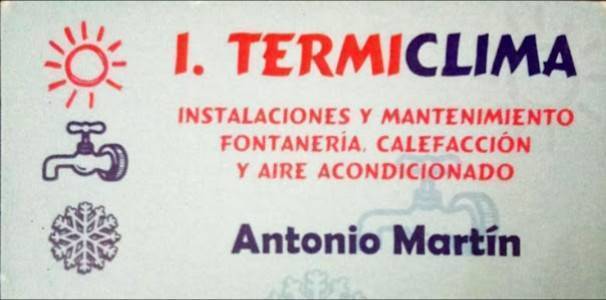 I. TERMICLIMA
INSTALACIONES Y MANTENIMIENTO
FONTANERÍA, CALEFACCIÓN
Y AIRE ACONDICIONADO
Antonio Martín